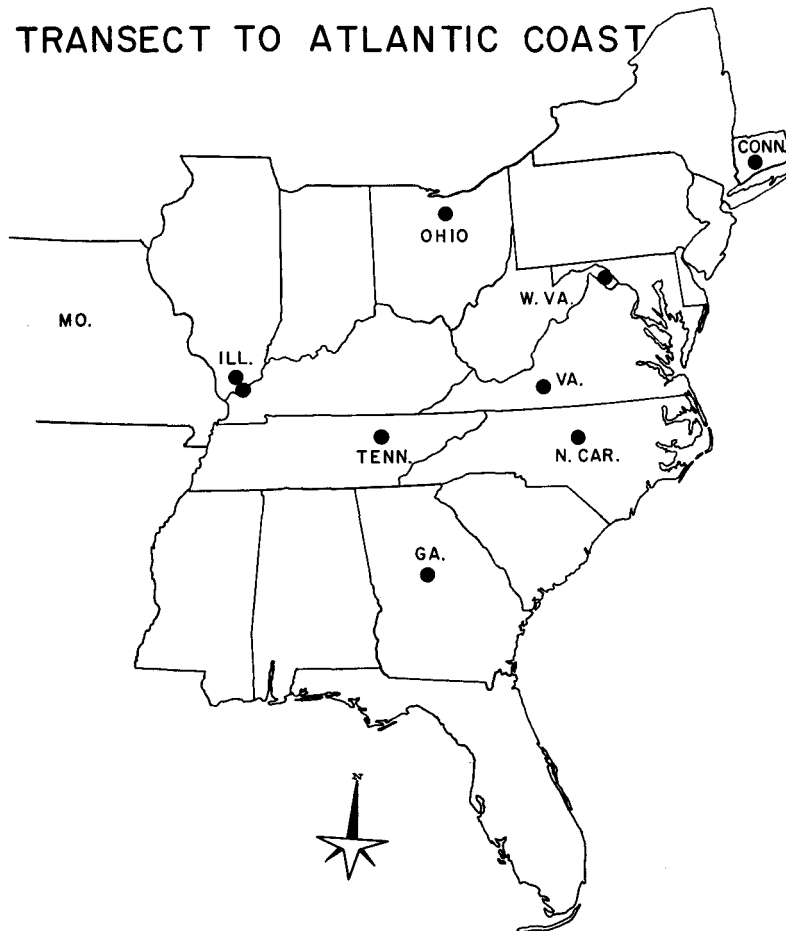 TRANSECT TO ATLANTIC COAST
CONN.
OHIO
W. VA.
MO.
ILL.
VA.
TENN.
N. CAR.
GA.
N